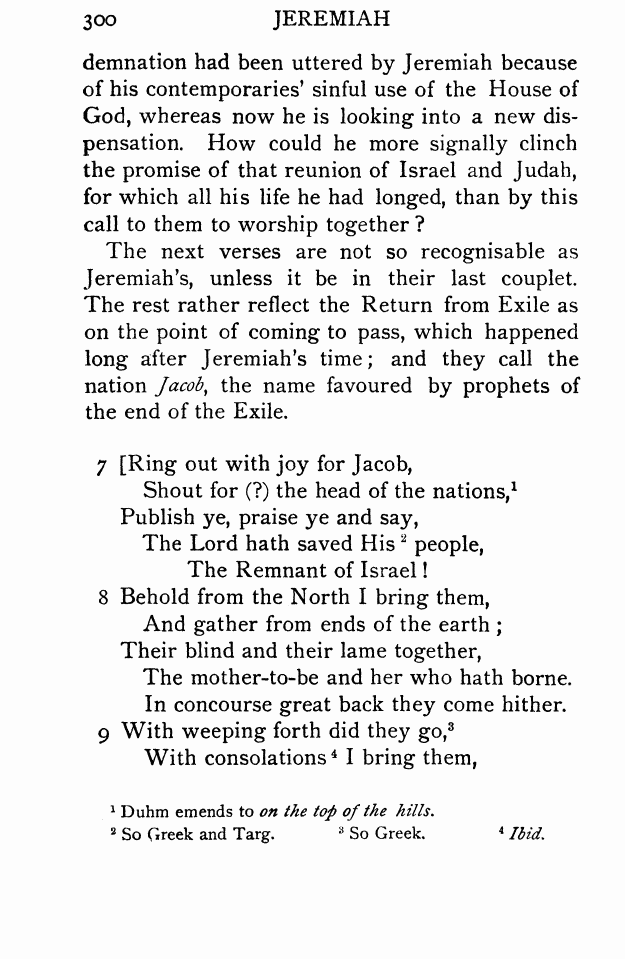 300 JEREMIAH
demnation had been uttered by Jeremiah because
of his contemporaries' sinful use of the House of
God, whereas now he is looking into a new dis-
pensation. How could he more signally clinch
the promise of that reunion of Israel and Judah,
for which all his life he had longed, than by this
call to them to worship together ?
The next verses are not so recognisable as
Jeremiah's, unless it be in their last couplet.
The rest rather reflect the Return from Exile as
on the point of coming to pass, which happened
long after Jeremiah's time ; and they call the
nation Jacob, the name favoured by prophets of
the end of the Exile.
7 [Ring out with joy for Jacob,
Shout for (?) the head of the nations,¹
Publish ye, praise ye and say,
The Lord hath saved His ² people,
The Remnant of Israel !
8 Behold from the North I bring them,
And gather from ends of the earth ;
Their blind and their lame together,
The mother-to-be and her who hath borne.
In concourse great back they come hither.
9 With weeping forth did they go,³
With consolations ⁴ I bring them,
¹ Duhm emends to on the top of the hills.
² So Greek and Targ. ³ So Greek. ⁴ Ibid.